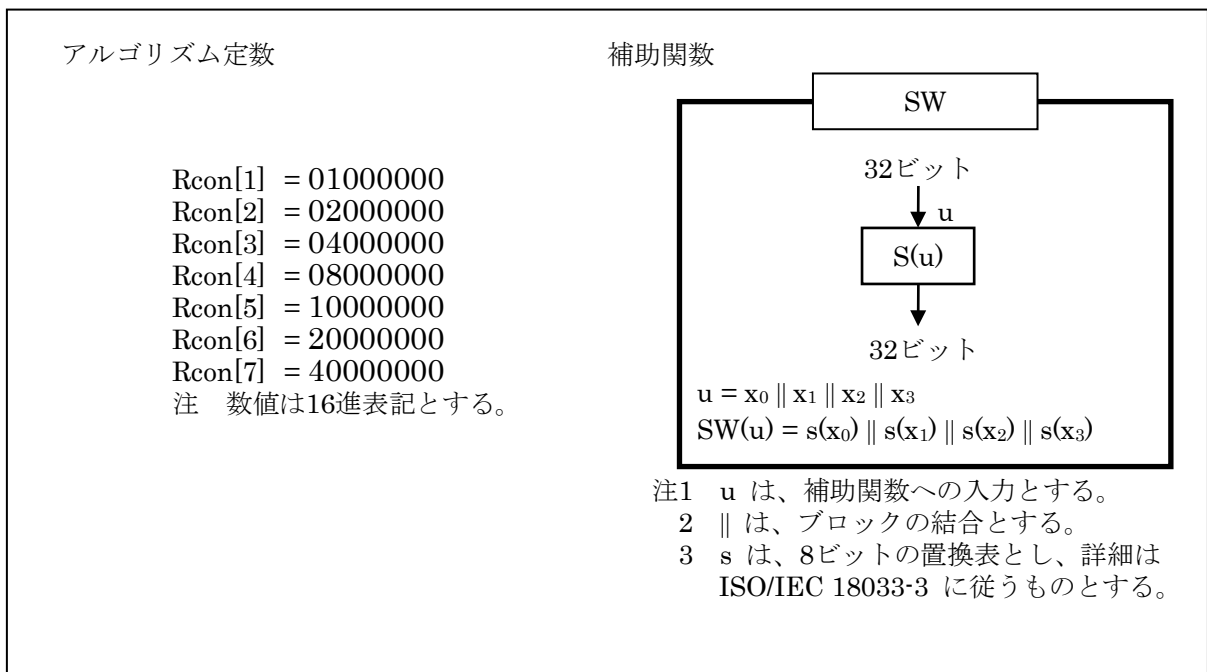 アルゴリズム定数
Rcon[1] = 01000000
Rcon[2] = 02000000
Rcon[3] = 04000000
Rcon[4] = 08000000
Rcon[5] = 10000000
Rcon[6] = 20000000
Rcon[7] = 40000000
注 数値は16進表記とする。
補助関数
SW
32ビット
u
S(u)
32ビット
u = x₀ ∥ x₁ ∥ x₂ ∥ x₃
SW(u) = s(x₀) ∥ s(x₁) ∥ s(x₂) ∥ s(x₃)
注1 u は、補助関数への入力とする。
2 ∥ は、ブロックの結合とする。
3 s は、8ビットの置換表とし、詳細は
ISO/IEC 18033-3 に従うものとする。